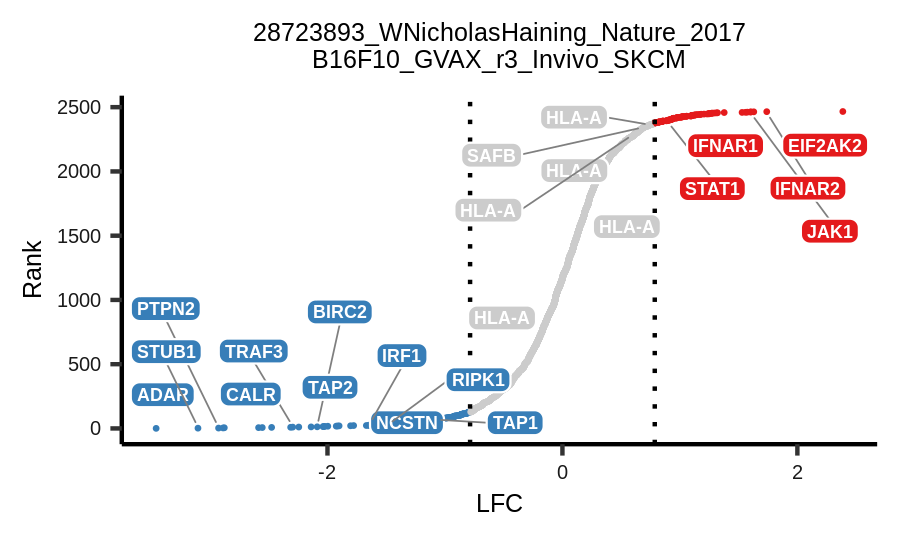 28723893_WNicholasHaining_Nature_2017
B16F10_GVAX_r3_Invivo_SKCM
2500
2000
1500
1000
500
0
Rank
HLA-A
SAFB
HLA-A
HLA-A
HLA-A
HLA-A
IFNAR1
EIF2AK2
STAT1
IFNAR2
JAK1
PTPN2
BIRC2
STUB1
TRAF3
IRF1
ADAR
CALR
TAP2
RIPK1
NCSTN
TAP1
-2
0
2
LFC